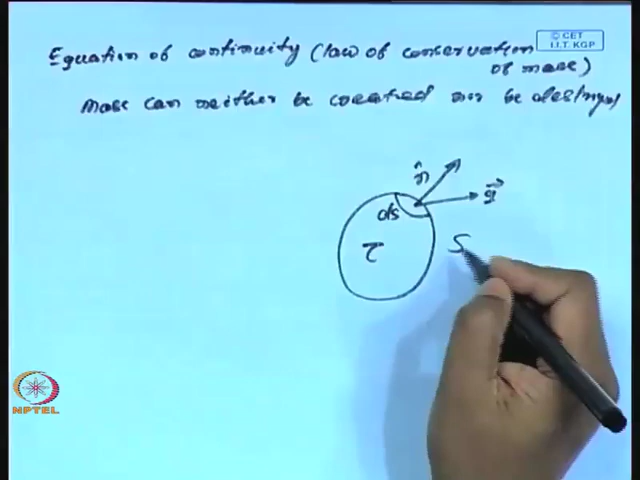 Equation of continuity (law of conservation
of mass)
© CET
I.I.T. KGP
mass can neither be created nor be destroyed
n̂
q⃗
ds
τ
S
NPTEL